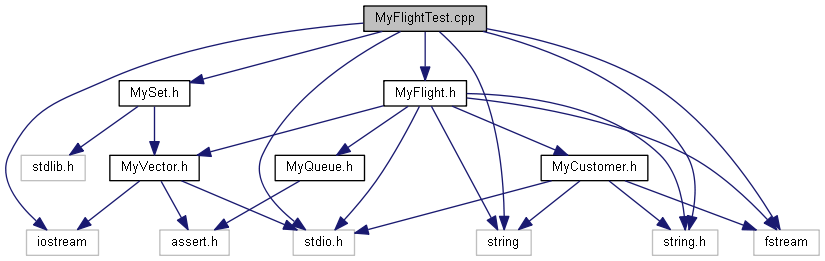 MyFlightTest.cpp
MySet.h
MyFlight.h
stdlib.h
MyVector.h
MyQueue.h
MyCustomer.h
iostream
assert.h
stdio.h
string
string.h
fstream